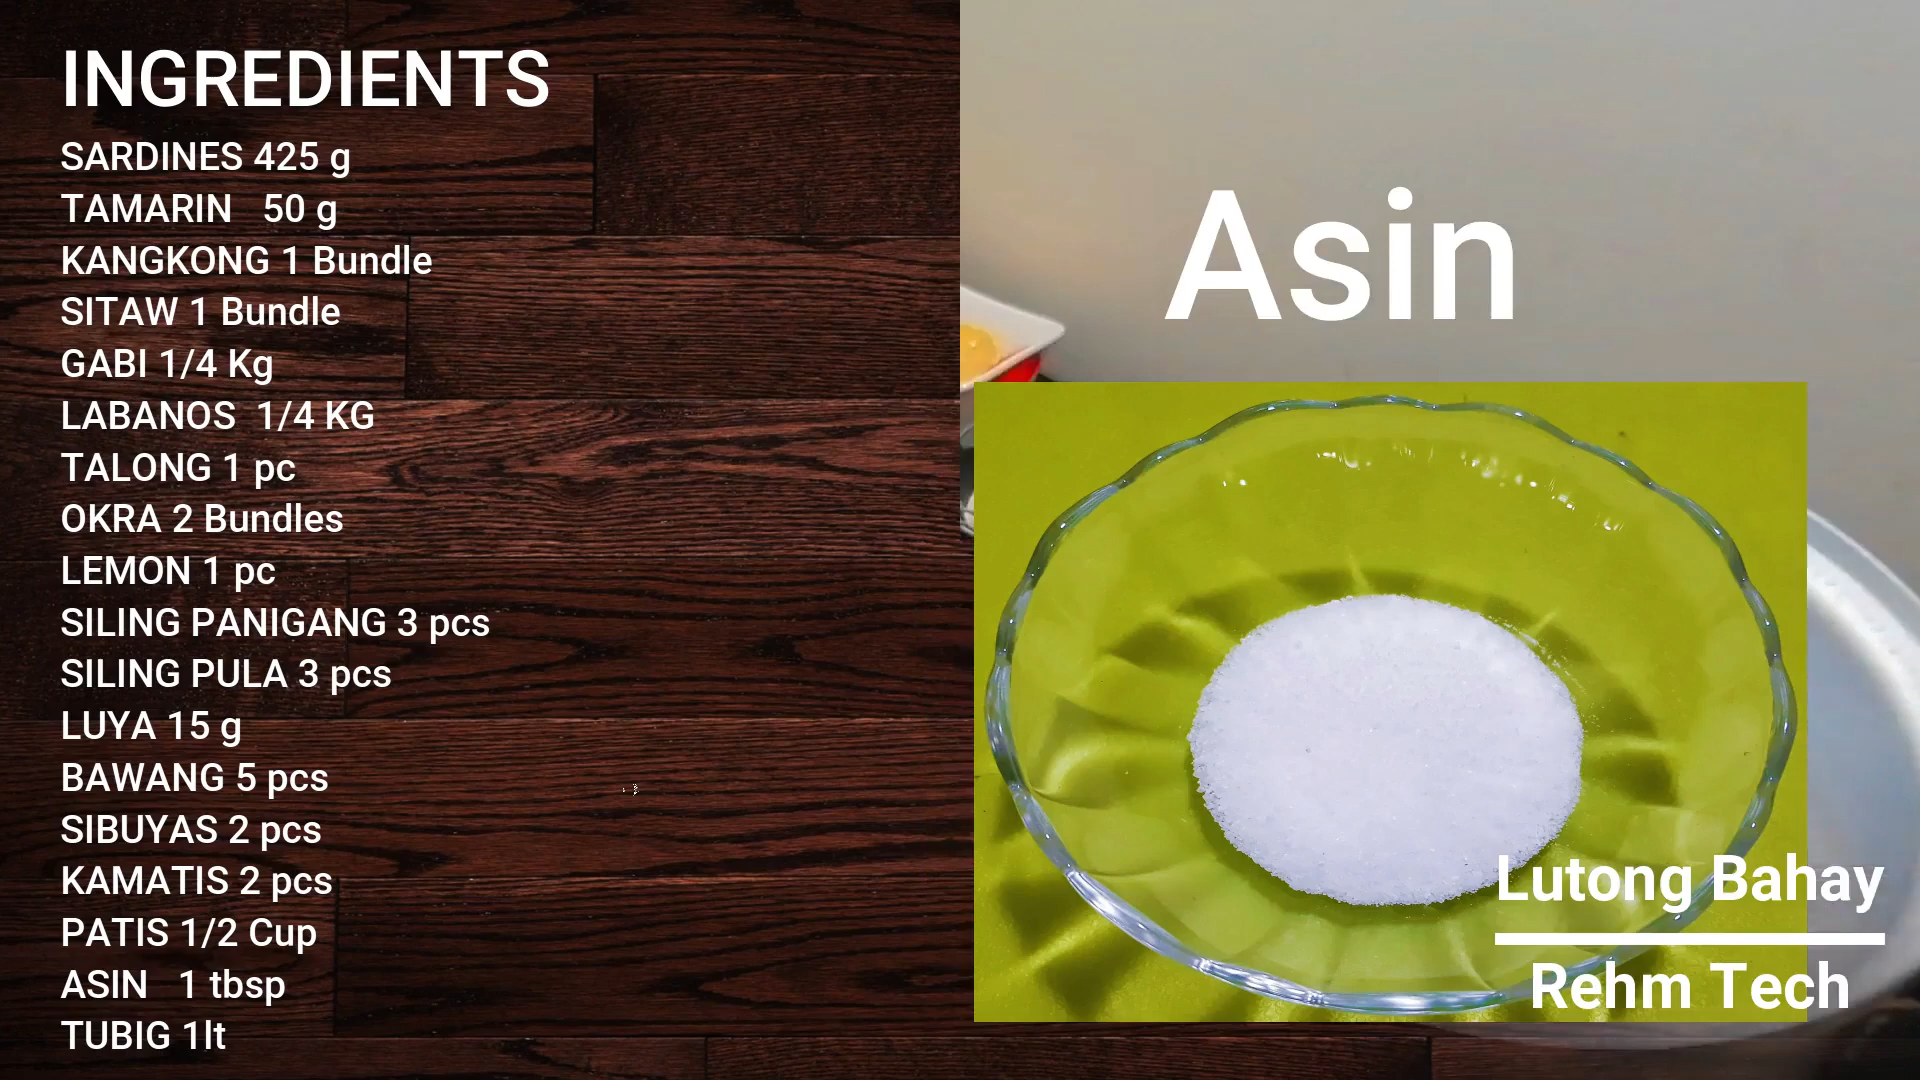 INGREDIENTS
SARDINES 425 g
TAMARIN 50 g
KANGKONG 1 Bundle
SITAW 1 Bundle
GABI 1/4 Kg
LABANOS 1/4 KG
TALONG 1 pc
OKRA 2 Bundles
LEMON 1 pc
SILING PANIGANG 3 pcs
SILING PULA 3 pcs
LUYA 15 g
BAWANG 5 pcs
SIBUYAS 2 pcs
KAMATIS 2 pcs
PATIS 1/2 Cup
ASIN 1 tbsp
TUBIG 1lt
Asin
Lutong Bahay
Rehm Tech